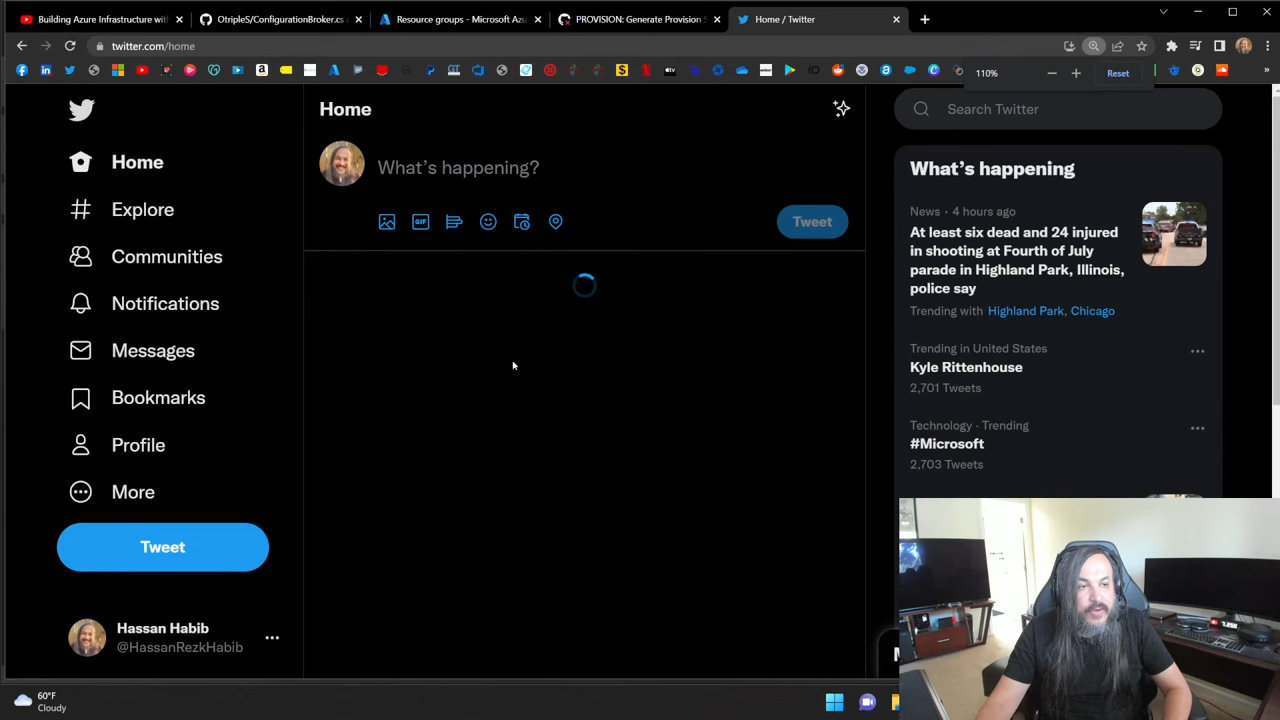 Building Azure Infrastructure with
OtripleS/ConfigurationBroker.cs a
Resource groups - Microsoft Azu
PROVISION: Generate Provision S
Home / Twitter
twitter.com/home
110%
Reset
Home
Search Twitter
Home
What's happening?
GIF
Tweet
What's happening
News · 4 hours ago
At least six dead and 24 injured
in shooting at Fourth of July
parade in Highland Park, Illinois,
police say
Trending with Highland Park, Chicago
Trending in United States
Kyle Rittenhouse
2,701 Tweets
Technology · Trending
#Microsoft
2,703 Tweets
Explore
Communities
Notifications
Messages
Bookmarks
Profile
More
Tweet
Hassan Habib
@HassanRezkHabib
60°F
Cloudy